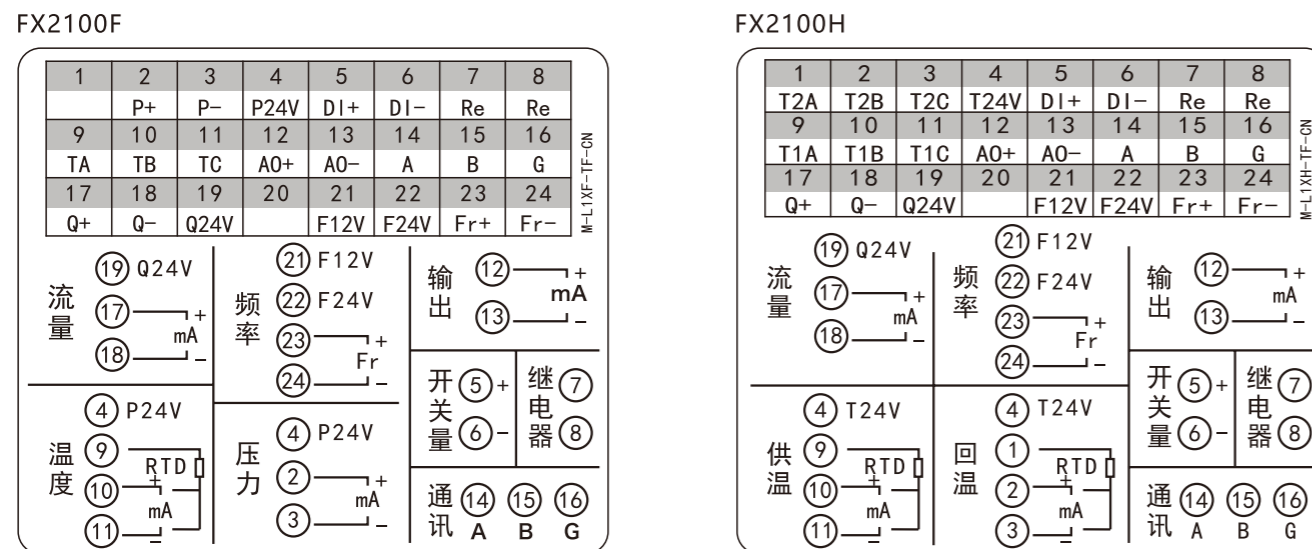 FX2100F
1 2 3 4 5 6 7 8
P+ P- P24V DI+ DI- Re Re
9 10 11 12 13 14 15 16
TA TB TC AO+ AO- A B G
17 18 19 20 21 22 23 24
Q+ Q- Q24V F12V F24V Fr+ Fr-
M-L1XF-TF-CN
流量
19 Q24V
17 +
mA
18 -
频率
21 F12V
22 F24V
23 +
Fr
24 -
输出
12 +
mA
13 -
开关量
5 +
6 -
继电器
7
8
温度
4 P24V
9
RTD
10 +
mA
11 -
压力
4 P24V
2 +
mA
3 -
通讯
14 15 16
A B G
FX2100H
1 2 3 4 5 6 7 8
T2A T2B T2C T24V DI+ DI- Re Re
9 10 11 12 13 14 15 16
T1A T1B T1C AO+ AO- A B G
17 18 19 20 21 22 23 24
Q+ Q- Q24V F12V F24V Fr+ Fr-
M-L1XH-TF-CN
流量
19 Q24V
17 +
mA
18 -
频率
21 F12V
22 F24V
23 +
Fr
24 -
输出
12 +
mA
13 -
开关量
5 +
6 -
继电器
7
8
供温
4 T24V
9
RTD
10 +
mA
11 -
回温
4 T24V
1
RTD
2 +
mA
3 -
通讯
14 15 16
A B G